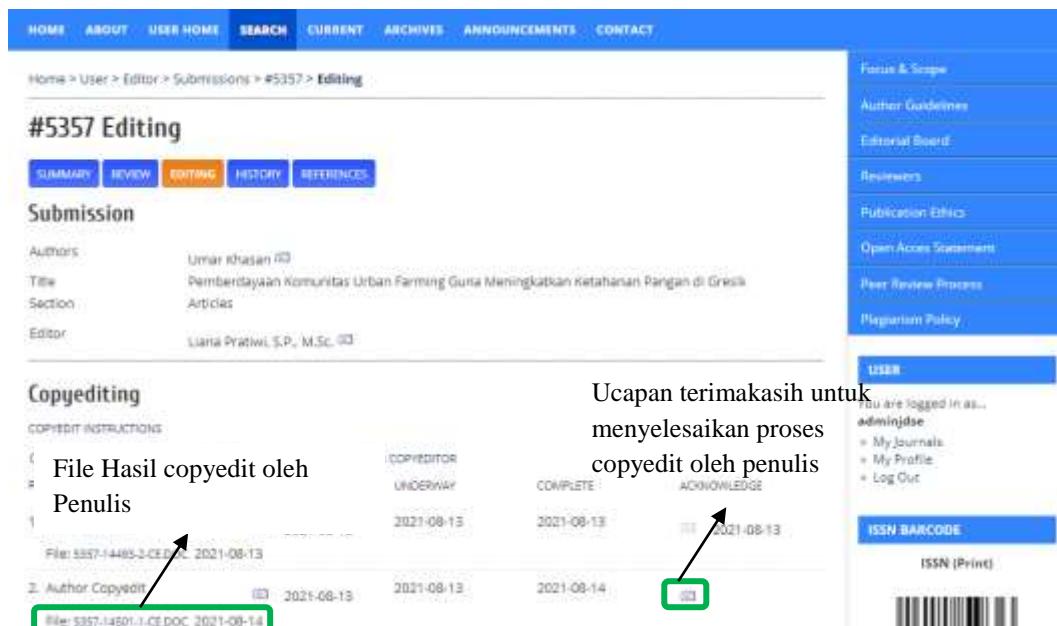 HOME ABOUT USER HOME SEARCH CURRENT ARCHIVES ANNOUNCEMENTS CONTACT
Home > User > Editor > Submissions > #5357 > Editing
#5357 Editing
SUMMARY REVIEW EDITING HISTORY REFERENCES
Submission
Authors Umar Khasan
Title Pemberdayaan Komunitas Urban Farming Guna Meningkatkan Ketahanan Pangan di Gresik
Section Articles
Editor Liana Pratiwi, S.P., M.Sc.
Copyediting
COPYEDIT INSTRUCTIONS
COPYEDITOR
UNDERWAY COMPLETE ACKNOWLEDGE
File Hasil copyedit oleh
Penulis
Ucapan terimakasih untuk
menyelesaikan proses
copyedit oleh penulis
1 2021-08-13 2021-08-13 2021-08-13
File: 5357-14485-2-CE.DOC 2021-08-13
2. Author Copyedit 2021-08-13 2021-08-13 2021-08-14
File: 5357-14501-1-CE.DOC 2021-08-14
Focus & Scope
Author Guidelines
Editorial Board
Reviewers
Publication Ethics
Open Acces Statement
Peer Review Process
Plagiarism Policy
USER
You are logged in as...
adminjdse
» My Journals
» My Profile
» Log Out
ISSN BARCODE
ISSN (Print)